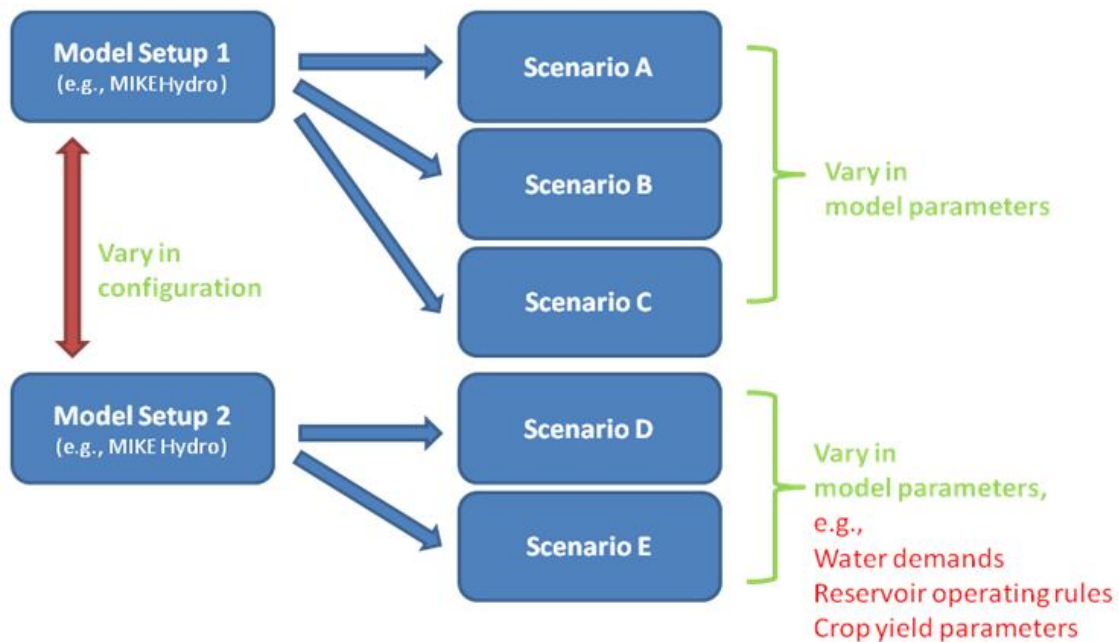 Model Setup 1
(e.g., MIKEHydro)
Scenario A
Scenario B
Vary in
model parameters
Vary in
configuration
Scenario C
Model Setup 2
(e.g., MIKE Hydro)
Scenario D
Vary in
model parameters,
e.g.,
Scenario E
Water demands
Reservoir operating rules
Crop yield parameters